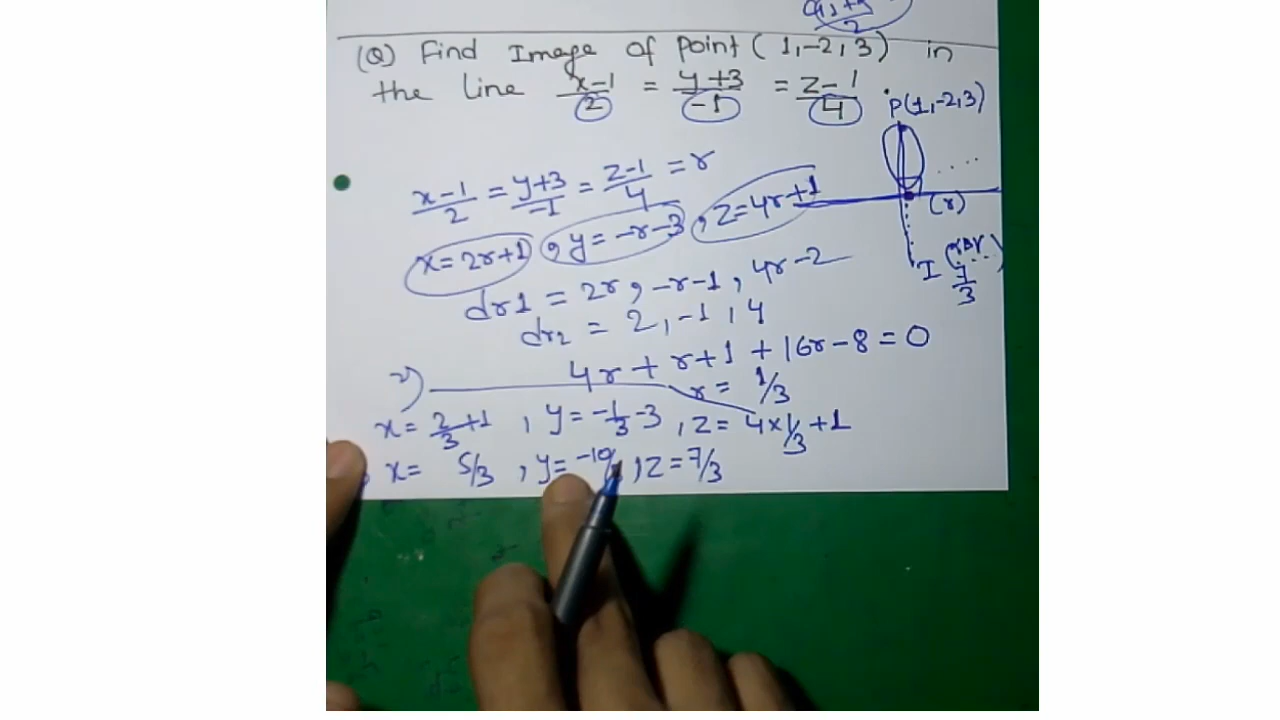 (Q) Find Image of point (1,-2,3) in
the line x-1/2 = y+3/-1 = z-1/4
P(1,-2,3)
x-1/2 = y+3/-1 = z-1/4 = r
x=2r+1, y=-r-3, z=4r+1
(r)
I
dr1 = 2r, -r-1, 4r-2
dr2 = 2, -1, 4
4r + r+1 + 16r-8 = 0
r = 1/3
x= 2/3+1, y= -1/3-3, z= 4×1/3+1
x= 5/3, y= -10/, z=7/3